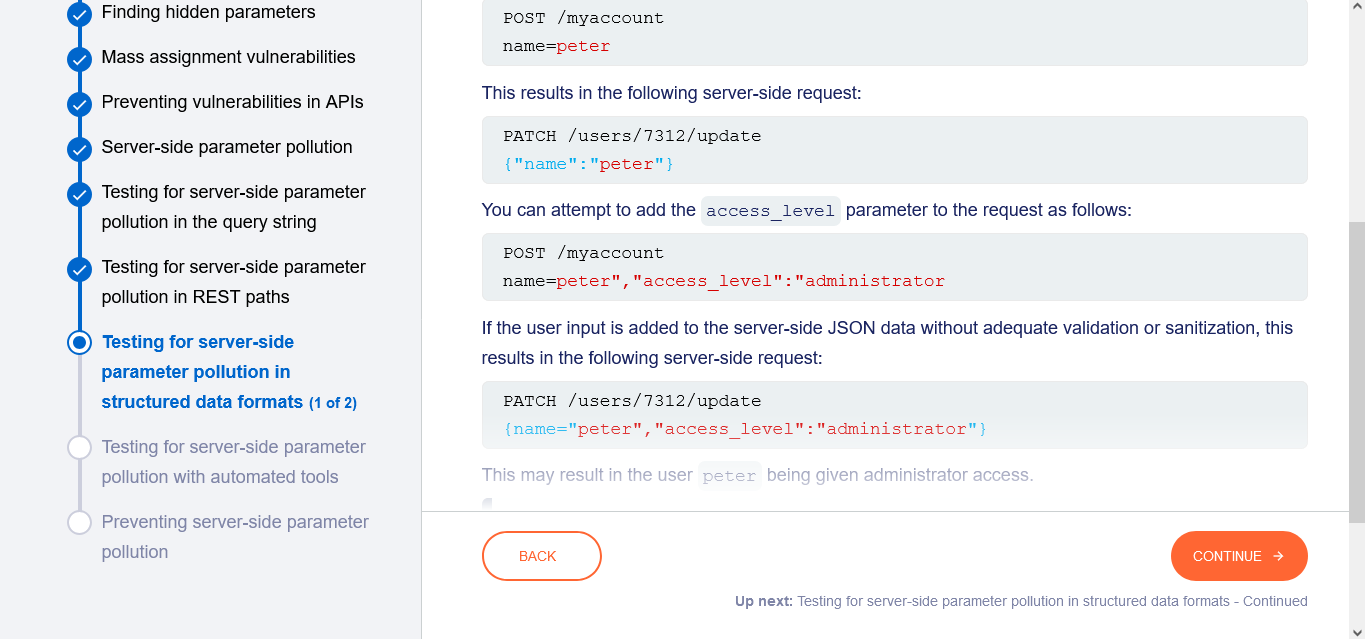 Finding hidden parameters
Mass assignment vulnerabilities
Preventing vulnerabilities in APIs
Server-side parameter pollution
Testing for server-side parameter
pollution in the query string
Testing for server-side parameter
pollution in REST paths
Testing for server-side
parameter pollution in
structured data formats (1 of 2)
Testing for server-side parameter
pollution with automated tools
Preventing server-side parameter
pollution
POST /myaccount
name=peter
This results in the following server-side request:
PATCH /users/7312/update
{"name":"peter"}
You can attempt to add the access_level parameter to the request as follows:
POST /myaccount
name=peter","access_level":"administrator
If the user input is added to the server-side JSON data without adequate validation or sanitization, this
results in the following server-side request:
PATCH /users/7312/update
{name="peter","access_level":"administrator"}
This may result in the user peter being given administrator access.
BACK
CONTINUE →
Up next: Testing for server-side parameter pollution in structured data formats - Continued